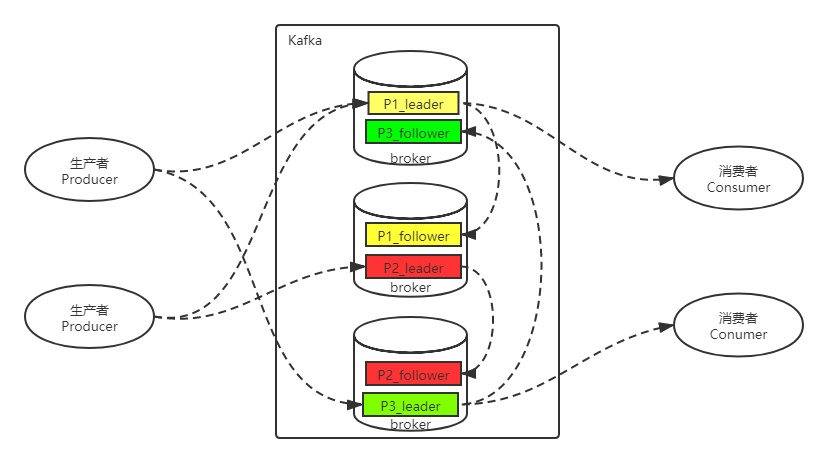 Kafka
P1_leader
P3_follower
broker
生产者
Producer
消费者
Consumer
P1_follower
P2_leader
broker
生产者
Producer
消费者
Conumer
P2_follower
P3_leader
broker